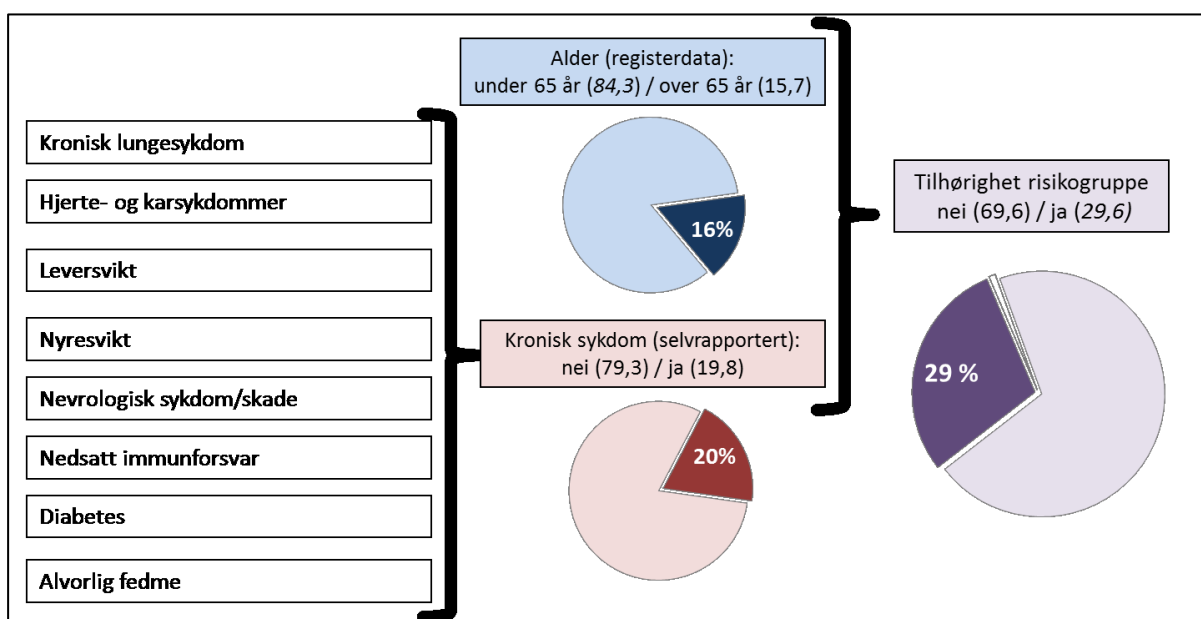 Alder (registerdata):
under 65 år (84,3) / over 65 år (15,7)
16%
Kronisk lungesykdom
Hjerte- og karsykdommer
Leversvikt
Nyresvikt
Nevrologisk sykdom/skade
Nedsatt immunforsvar
Diabetes
Alvorlig fedme
Kronisk sykdom (selvrapportert):
nei (79,3) / ja (19,8)
20%
Tilhørighet risikogruppe
nei (69,6) / ja (29,6)
29 %